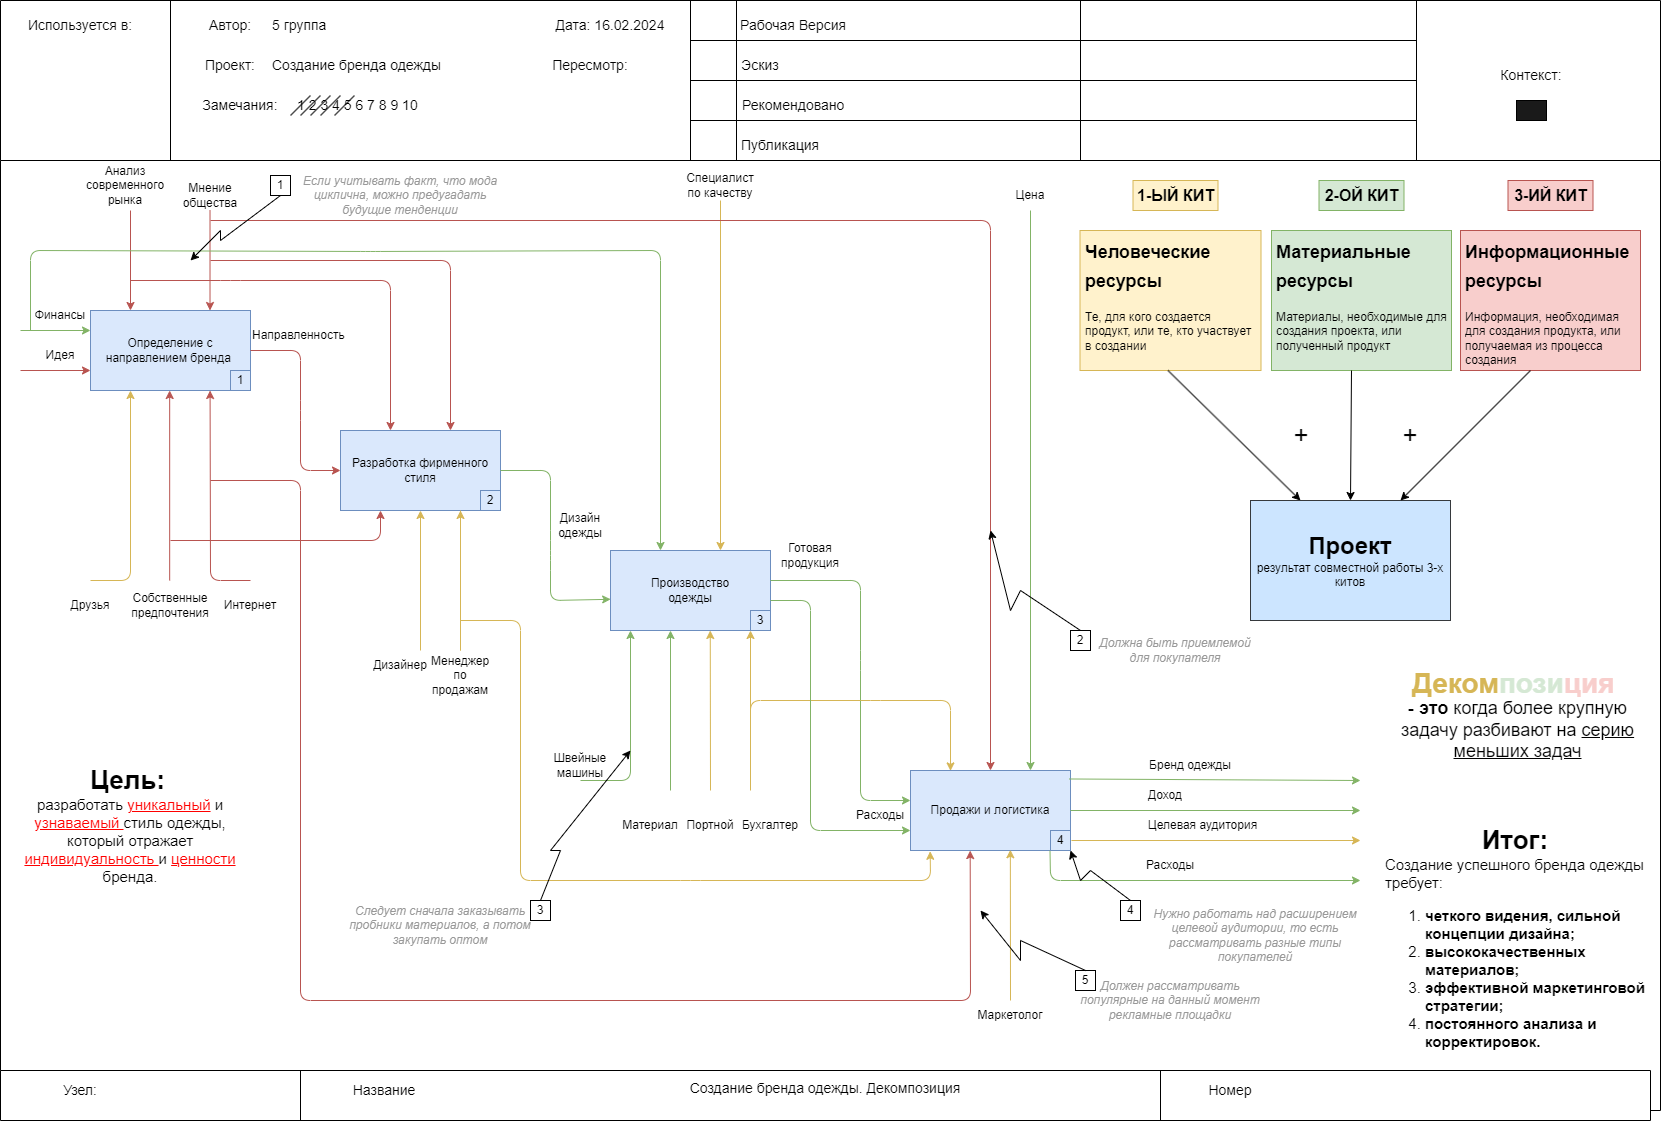 Используется в:
Автор: 5 группа
Дата: 16.02.2024
Проект: Создание бренда одежды
Пересмотр:
Замечания: 1 2 3 4 5 6 7 8 9 10
Рабочая Версия
Эскиз
Рекомендовано
Публикация
Контекст:
Анализ
современного
рынка
Мнение
общества
1
Если учитывать факт, что мода
циклична, можно предугадать
будущие тенденции
Специалист
по качеству
Цена
1-ЫЙ КИТ
2-ОЙ КИТ
3-ИЙ КИТ
Человеческие
ресурсы
Те, для кого создается
продукт, или те, кто участвует
в создании
Материальные
ресурсы
Материалы, необходимые для
создания проекта, или
полученный продукт
Информационные
ресурсы
Информация, необходимая
для создания продукта, или
получаемая из процесса
создания
+
+
Проект
результат совместной работы 3-х
китов
Финансы
Идея
Определение с
направлением бренда
1
Направленность
Разработка фирменного
стиля
2
Дизайн
одежды
Друзья
Собственные
предпочтения
Интернет
Дизайнер
Менеджер
по
продажам
Производство
одежды
3
Готовая
продукция
2
Должна быть приемлемой
для покупателя
Декомпозиция
- это когда более крупную
задачу разбивают на серию
меньших задач
Швейные
машины
Материал
Портной
Бухгалтер
Расходы
Продажи и логистика
4
Бренд одежды
Доход
Целевая аудитория
Расходы
Цель:
разработать уникальный и
узнаваемый стиль одежды,
который отражает
индивидуальность и ценности
бренда.
Следует сначала заказывать
пробники материалов, а потом
закупать оптом
3
4
Нужно работать над расширением
целевой аудитории, то есть
рассматривать разные типы
покупателей
5
Должен рассматривать
популярные на данный момент
рекламные площадки
Маркетолог
Итог:
Создание успешного бренда одежды
требует:
1. четкого видения, сильной
концепции дизайна;
2. высококачественных
материалов;
3. эффективной маркетинговой
стратегии;
4. постоянного анализа и
корректировок.
Узел:
Название
Создание бренда одежды. Декомпозиция
Номер